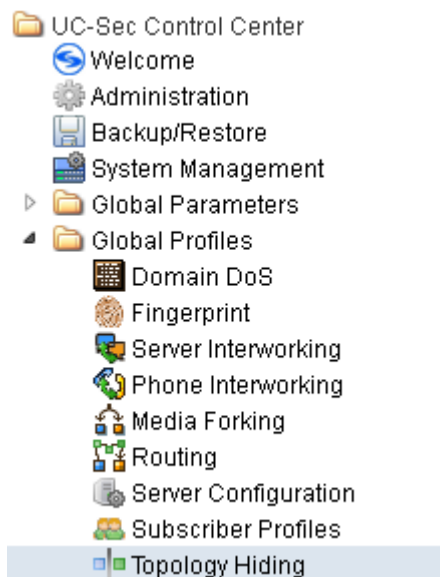 UC-Sec Control Center
Welcome
Administration
Backup/Restore
System Management
Global Parameters
Global Profiles
Domain DoS
Fingerprint
Server Interworking
Phone Interworking
Media Forking
Routing
Server Configuration
Subscriber Profiles
Topology Hiding